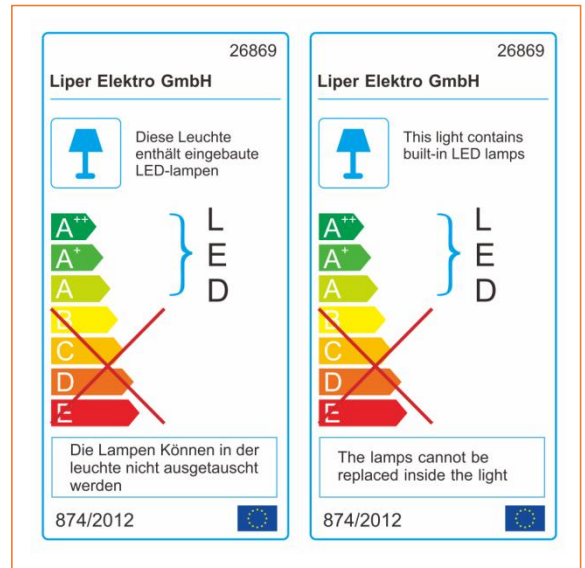 26869
Liper Elektro GmbH
Diese Leuchte
enthält eingebaute
LED-lampen
A++
A+
A
B
C
D
E
L
E
D
Die Lampen Können in der
leuchte nicht ausgetauscht
werden
874/2012
26869
Liper Elektro GmbH
This light contains
built-in LED lamps
A++
A+
A
B
C
D
E
L
E
D
The lamps cannot be
replaced inside the light
874/2012